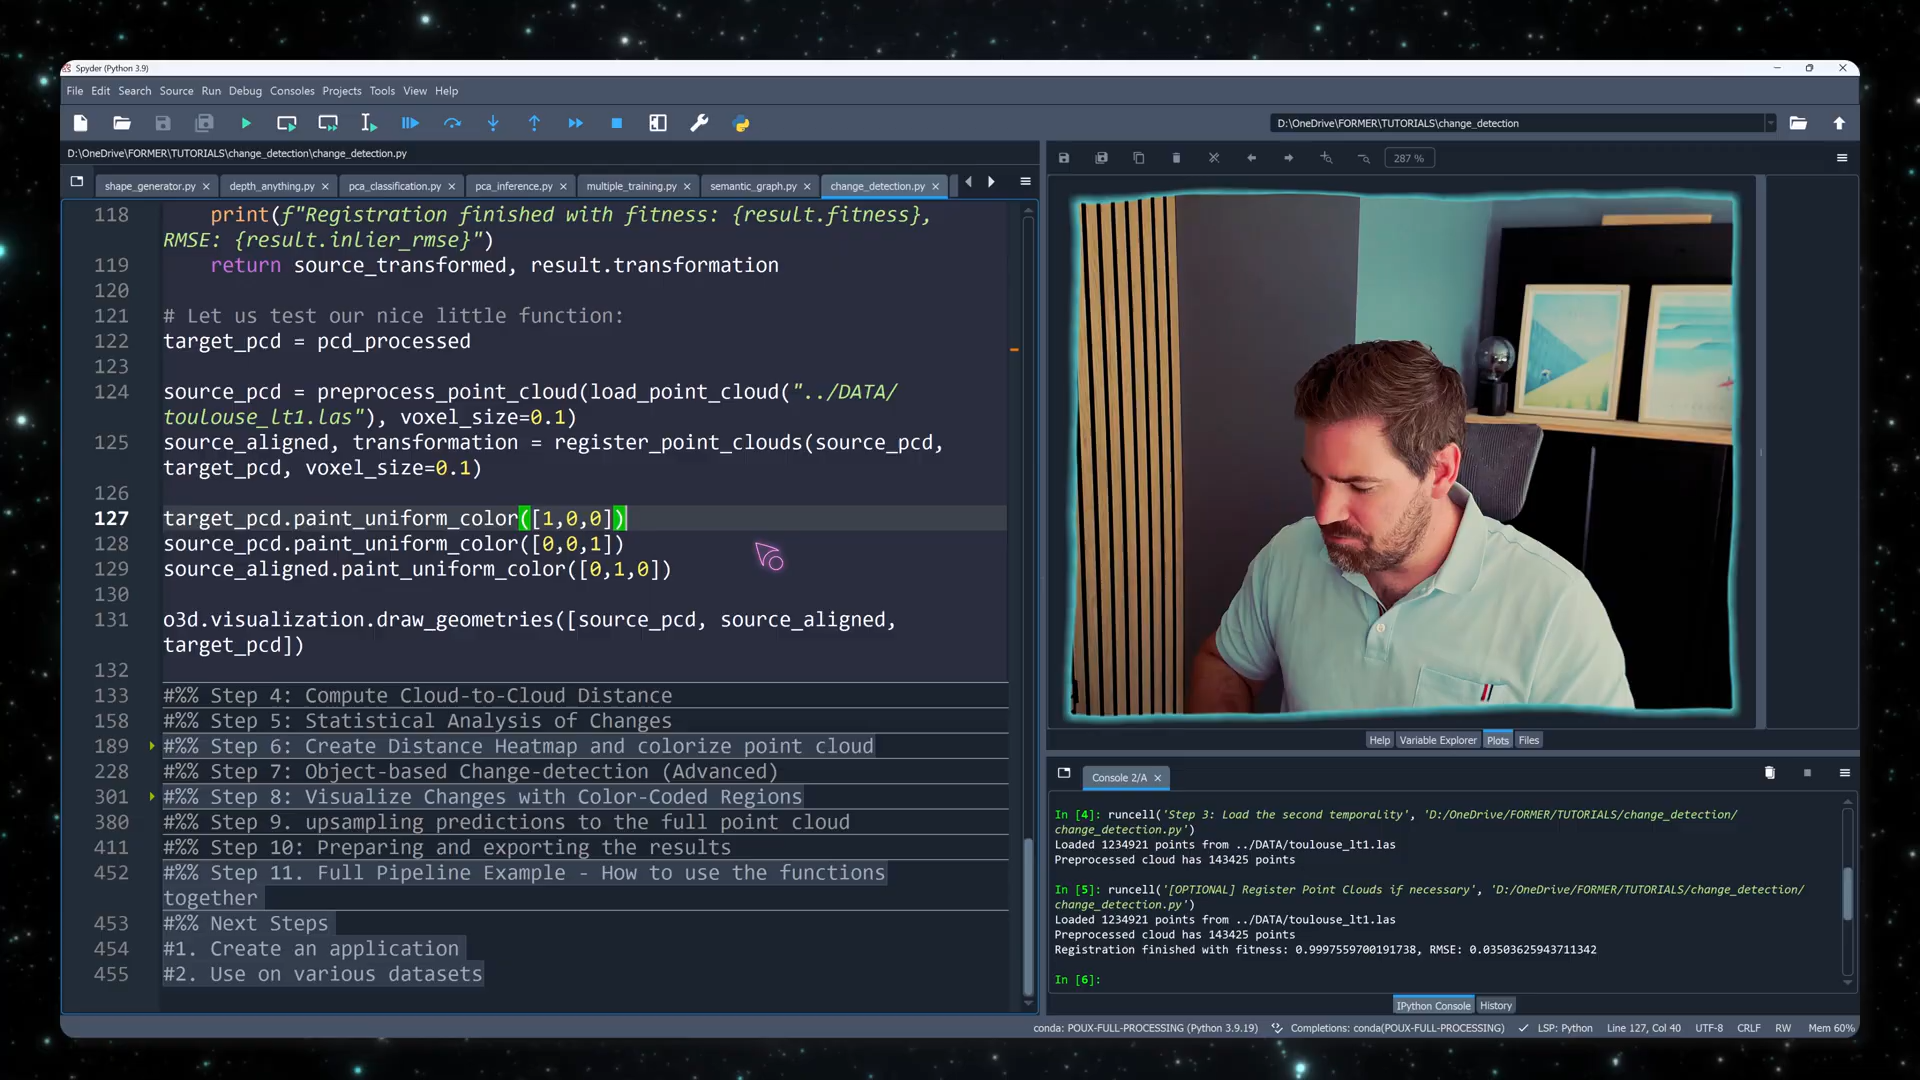 Spyder (Python 3.9)
File Edit Search Source Run Debug Consoles Projects Tools View Help
D:\OneDrive\FORMER\TUTORIALS\change_detection
D:\OneDrive\FORMER\TUTORIALS\change_detection\change_detection.py
shape_generator.py depth_anything.py pca_classification.py pca_inference.py multiple_training.py semantic_graph.py change_detection.py
287 %
118 print(f"Registration finished with fitness: {result.fitness},
RMSE: {result.inlier_rmse}")
119 return source_transformed, result.transformation
120
121 # Let us test our nice little function:
122 target_pcd = pcd_processed
123
124 source_pcd = preprocess_point_cloud(load_point_cloud("../DATA/
toulouse_lt1.las"), voxel_size=0.1)
125 source_aligned, transformation = register_point_clouds(source_pcd,
target_pcd, voxel_size=0.1)
126
127 target_pcd.paint_uniform_color([1,0,0])
128 source_pcd.paint_uniform_color([0,0,1])
129 source_aligned.paint_uniform_color([0,1,0])
130
131 o3d.visualization.draw_geometries([source_pcd, source_aligned,
target_pcd])
132
133 #%% Step 4: Compute Cloud-to-Cloud Distance
158 #%% Step 5: Statistical Analysis of Changes
189 #%% Step 6: Create Distance Heatmap and colorize point cloud
228 #%% Step 7: Object-based Change-detection (Advanced)
301 #%% Step 8: Visualize Changes with Color-Coded Regions
380 #%% Step 9. upsampling predictions to the full point cloud
411 #%% Step 10: Preparing and exporting the results
452 #%% Step 11. Full Pipeline Example - How to use the functions
together
453 #%% Next Steps
454 #1. Create an application
455 #2. Use on various datasets
Help Variable Explorer Plots Files
Console 2/A
In [4]: runcell('Step 3: Load the second temporality', 'D:/OneDrive/FORMER/TUTORIALS/change_detection/
change_detection.py')
Loaded 1234921 points from ../DATA/toulouse_lt1.las
Preprocessed cloud has 143425 points
In [5]: runcell('[OPTIONAL] Register Point Clouds if necessary', 'D:/OneDrive/FORMER/TUTORIALS/change_detection/
change_detection.py')
Loaded 1234921 points from ../DATA/toulouse_lt1.las
Preprocessed cloud has 143425 points
Registration finished with fitness: 0.9997559700191738, RMSE: 0.03503625943711342
In [6]:
IPython Console History
conda: POUX-FULL-PROCESSING (Python 3.9.19) Completions: conda(POUX-FULL-PROCESSING) LSP: Python Line 127, Col 40 UTF-8 CRLF RW Mem 60%